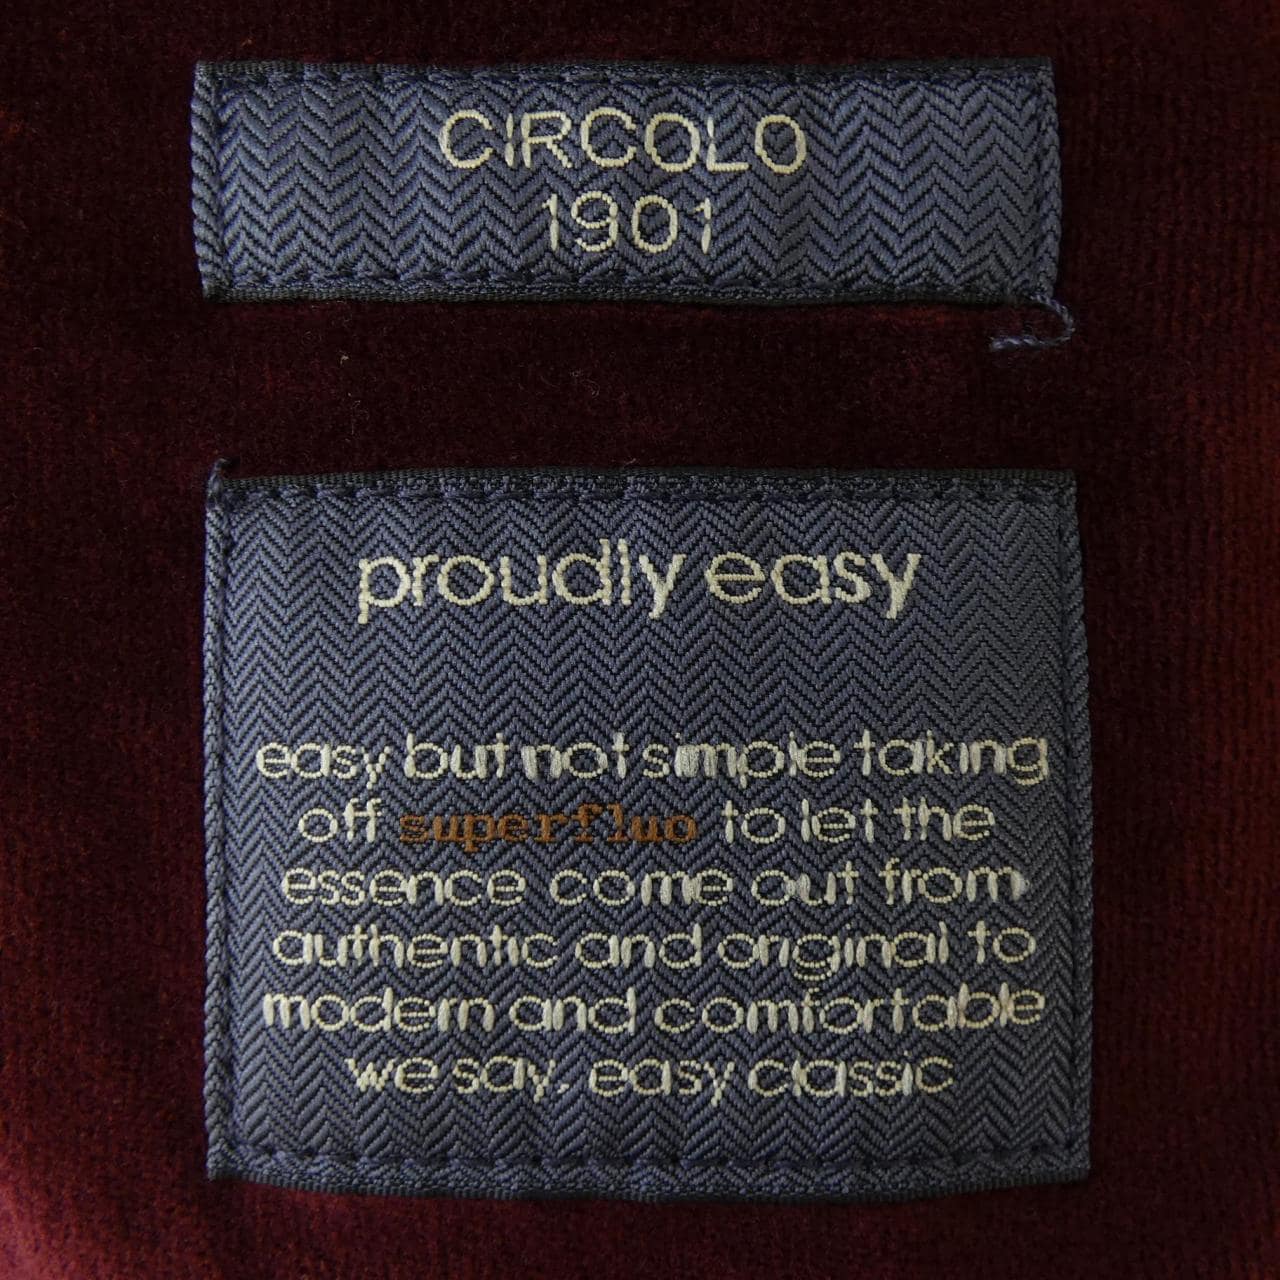 CIRCOLO
1901
proudly easy
easy but not simple taking
off superfluo to let the
essence come out from
authentic and original to
modern and comfortable
we say, easy classic